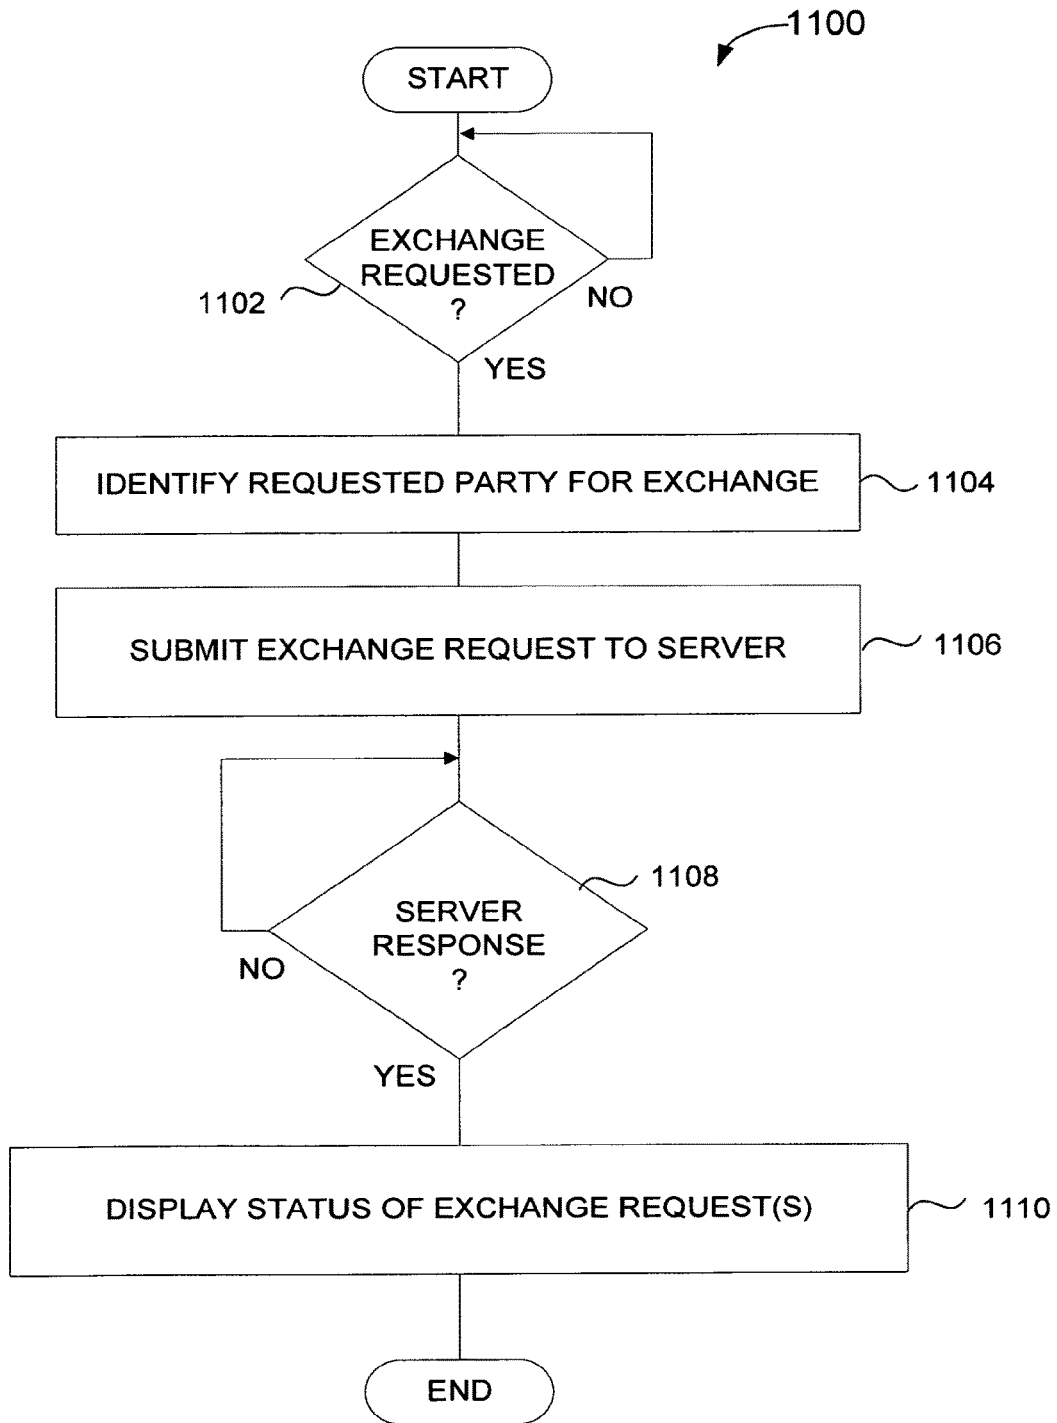 1100
START
EXCHANGE
REQUESTED
?
1102
NO
YES
IDENTIFY REQUESTED PARTY FOR EXCHANGE
1104
SUBMIT EXCHANGE REQUEST TO SERVER
1106
1108
SERVER
RESPONSE
?
NO
YES
DISPLAY STATUS OF EXCHANGE REQUEST(S)
1110
END